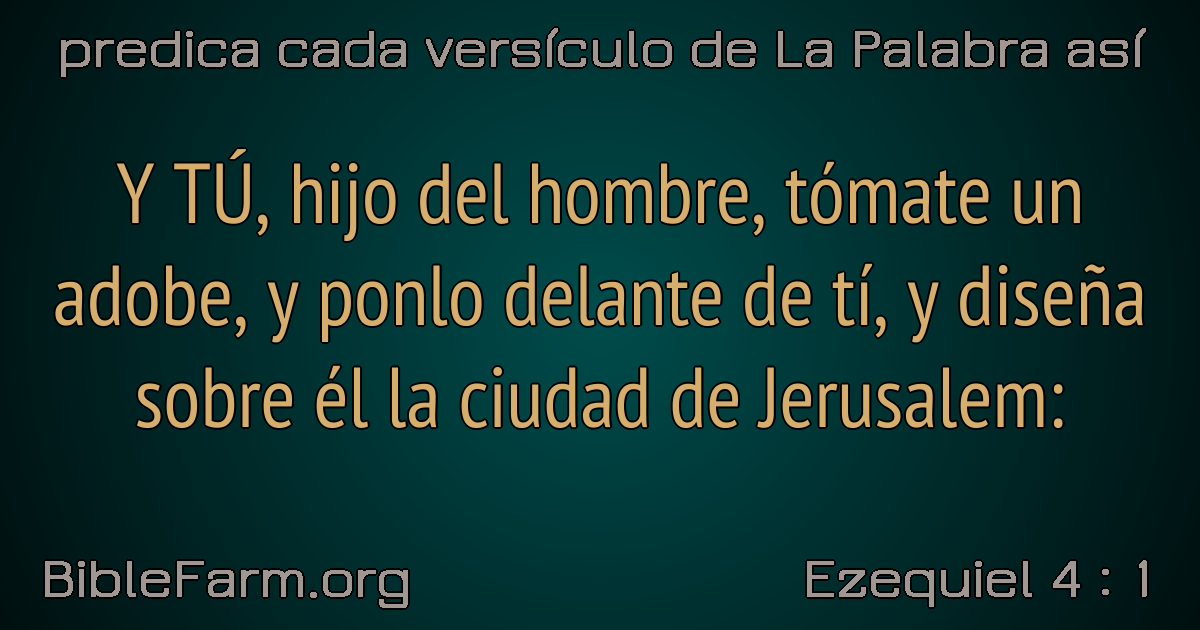 predica cada versículo de La Palabra así
Y TÚ, hijo del hombre, tómate un
adobe, y ponlo delante de tí, y diseña
sobre él la ciudad de Jerusalem:
BibleFarm.org
Ezequiel 4 : 1